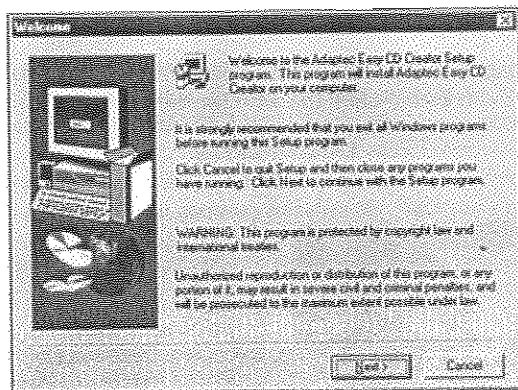 Welcome
Welcome to the Adaptec Easy CD Creator Setup
program. This program will install Adaptec Easy CD
Creator on your computer.
It is strongly recommended that you exit all Windows programs
before running this Setup program.
Click Cancel to quit Setup and then close any programs you
have running. Click Next to continue with the Setup program.
WARNING: This program is protected by copyright law and
international treaties.
Unauthorized reproduction or distribution of this program, or any
portion of it, may result in severe civil and criminal penalties, and
will be prosecuted to the maximum extent possible under law.
Next > Cancel